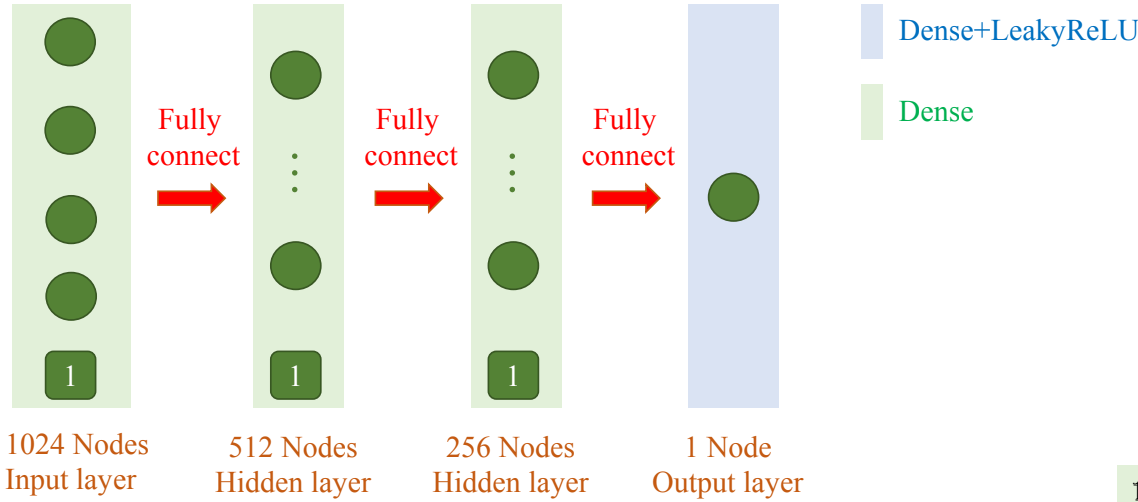 Dense+LeakyReLU
Dense
Fully
connect
Fully
connect
Fully
connect
1
1
1
1024 Nodes
Input layer
512 Nodes
Hidden layer
256 Nodes
Hidden layer
1 Node
Output layer